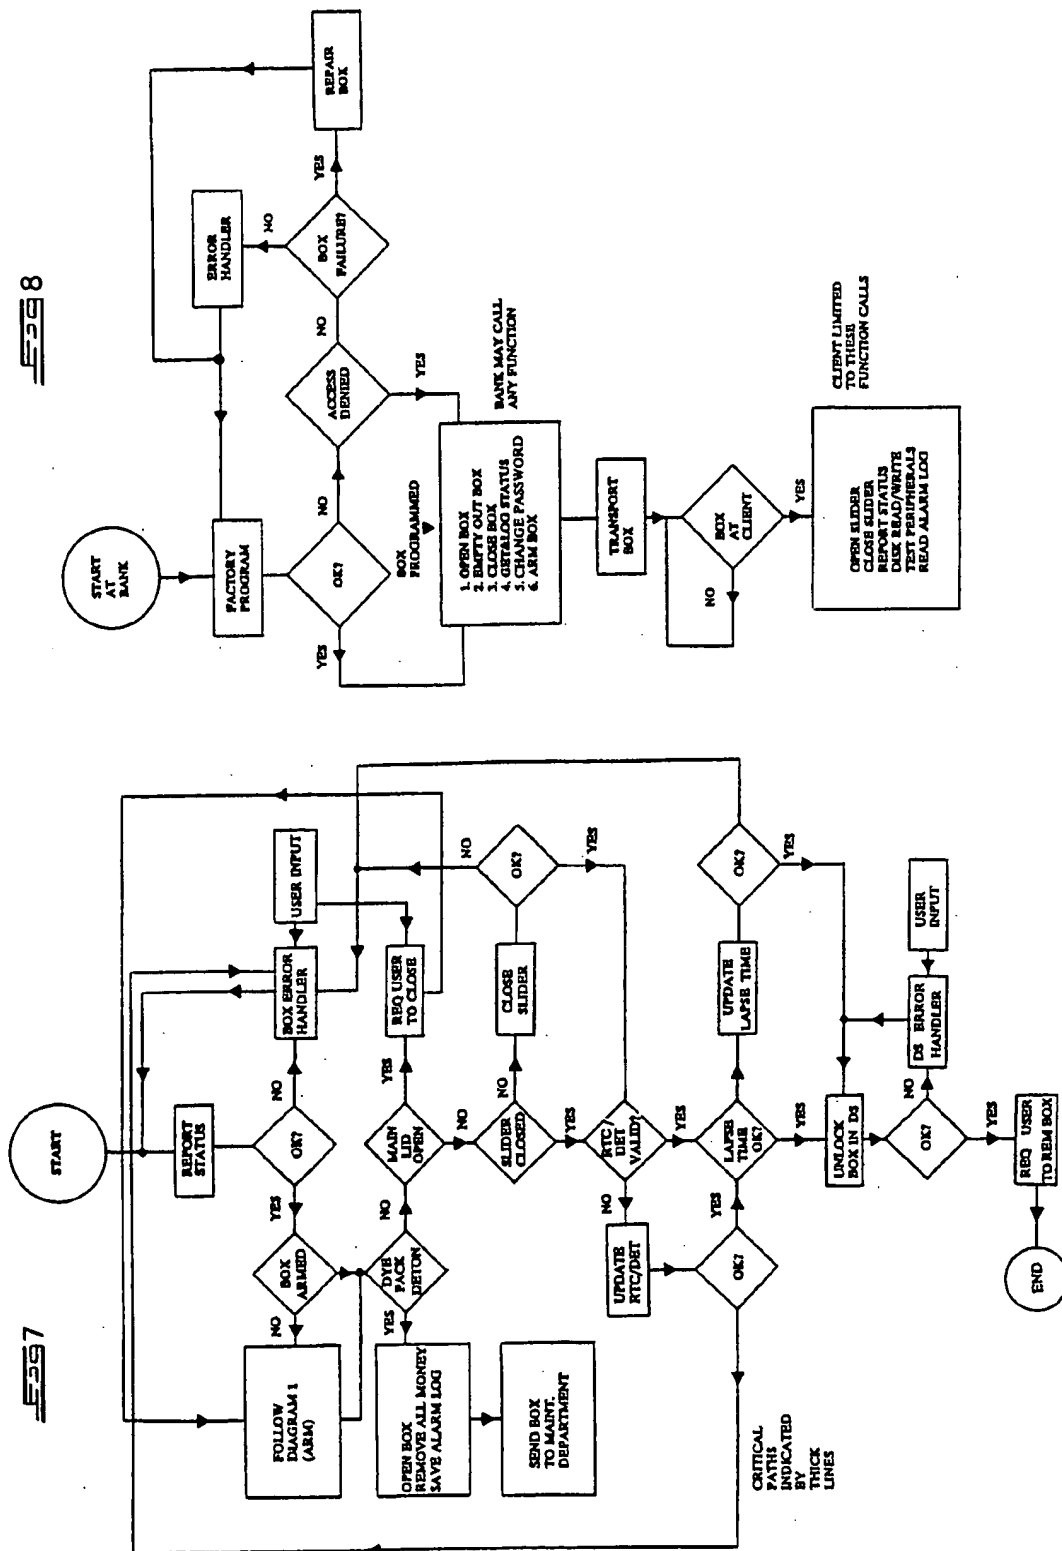 Fig 8
START
AT
BANK
FACTORY
PROGRAM
OK?
YES
NO
ACCESS
DENIED
NO
YES
BOX
FAILURE?
NO
YES
ERROR
HANDLER
REPAIR
BOX
BOX
PROGRAMMED
BANK MAY CALL
ANY FUNCTION
1. OPEN BOX
2. EMPTY OUT BOX
3. CLOSE BOX
4. GET&LOG STATUS
5. CHANGE PASSWORD
6. ARM BOX
TRANSPORT
BOX
BOX
AT
CLIENT
NO
YES
CLIENT LIMITED
TO THESE
FUNCTION CALLS
OPEN SLIDER
CLOSE SLIDER
REPORT STATUS
DISK READ/WRITE
TEST PERIPHERALS
READ ALARM LOG
Fig 7
START
REPORT
STATUS
OK?
NO
YES
BOX ERROR
HANDLER
USER INPUT
BOX
ARMED
NO
FOLLOW
DIAGRAM 1
(ARM)
DYE
PACK
DETON
YES
NO
OPEN BOX
REMOVE ALL MONEY
SAVE ALARM LOG
SEND BOX
TO MAINT.
DEPARTMENT
MAIN
LID
OPEN
YES
NO
REQ USER
TO CLOSE
SLIDER
CLOSED
NO
YES
CLOSE
SLIDER
OK?
NO
YES
RTC/
DET
VALID?
NO
YES
UPDATE
RTC/DET
OK?
YES
LAPSE
TIME
OK?
YES
UPDATE
LAPSE TIME
OK?
YES
UNLOCK
BOX IN DS
OK?
NO
YES
DS ERROR
HANDLER
USER
INPUT
REQ USER
TO REM BOX
END
CRITICAL
PATHS
INDICATED
BY
THICK
LINES